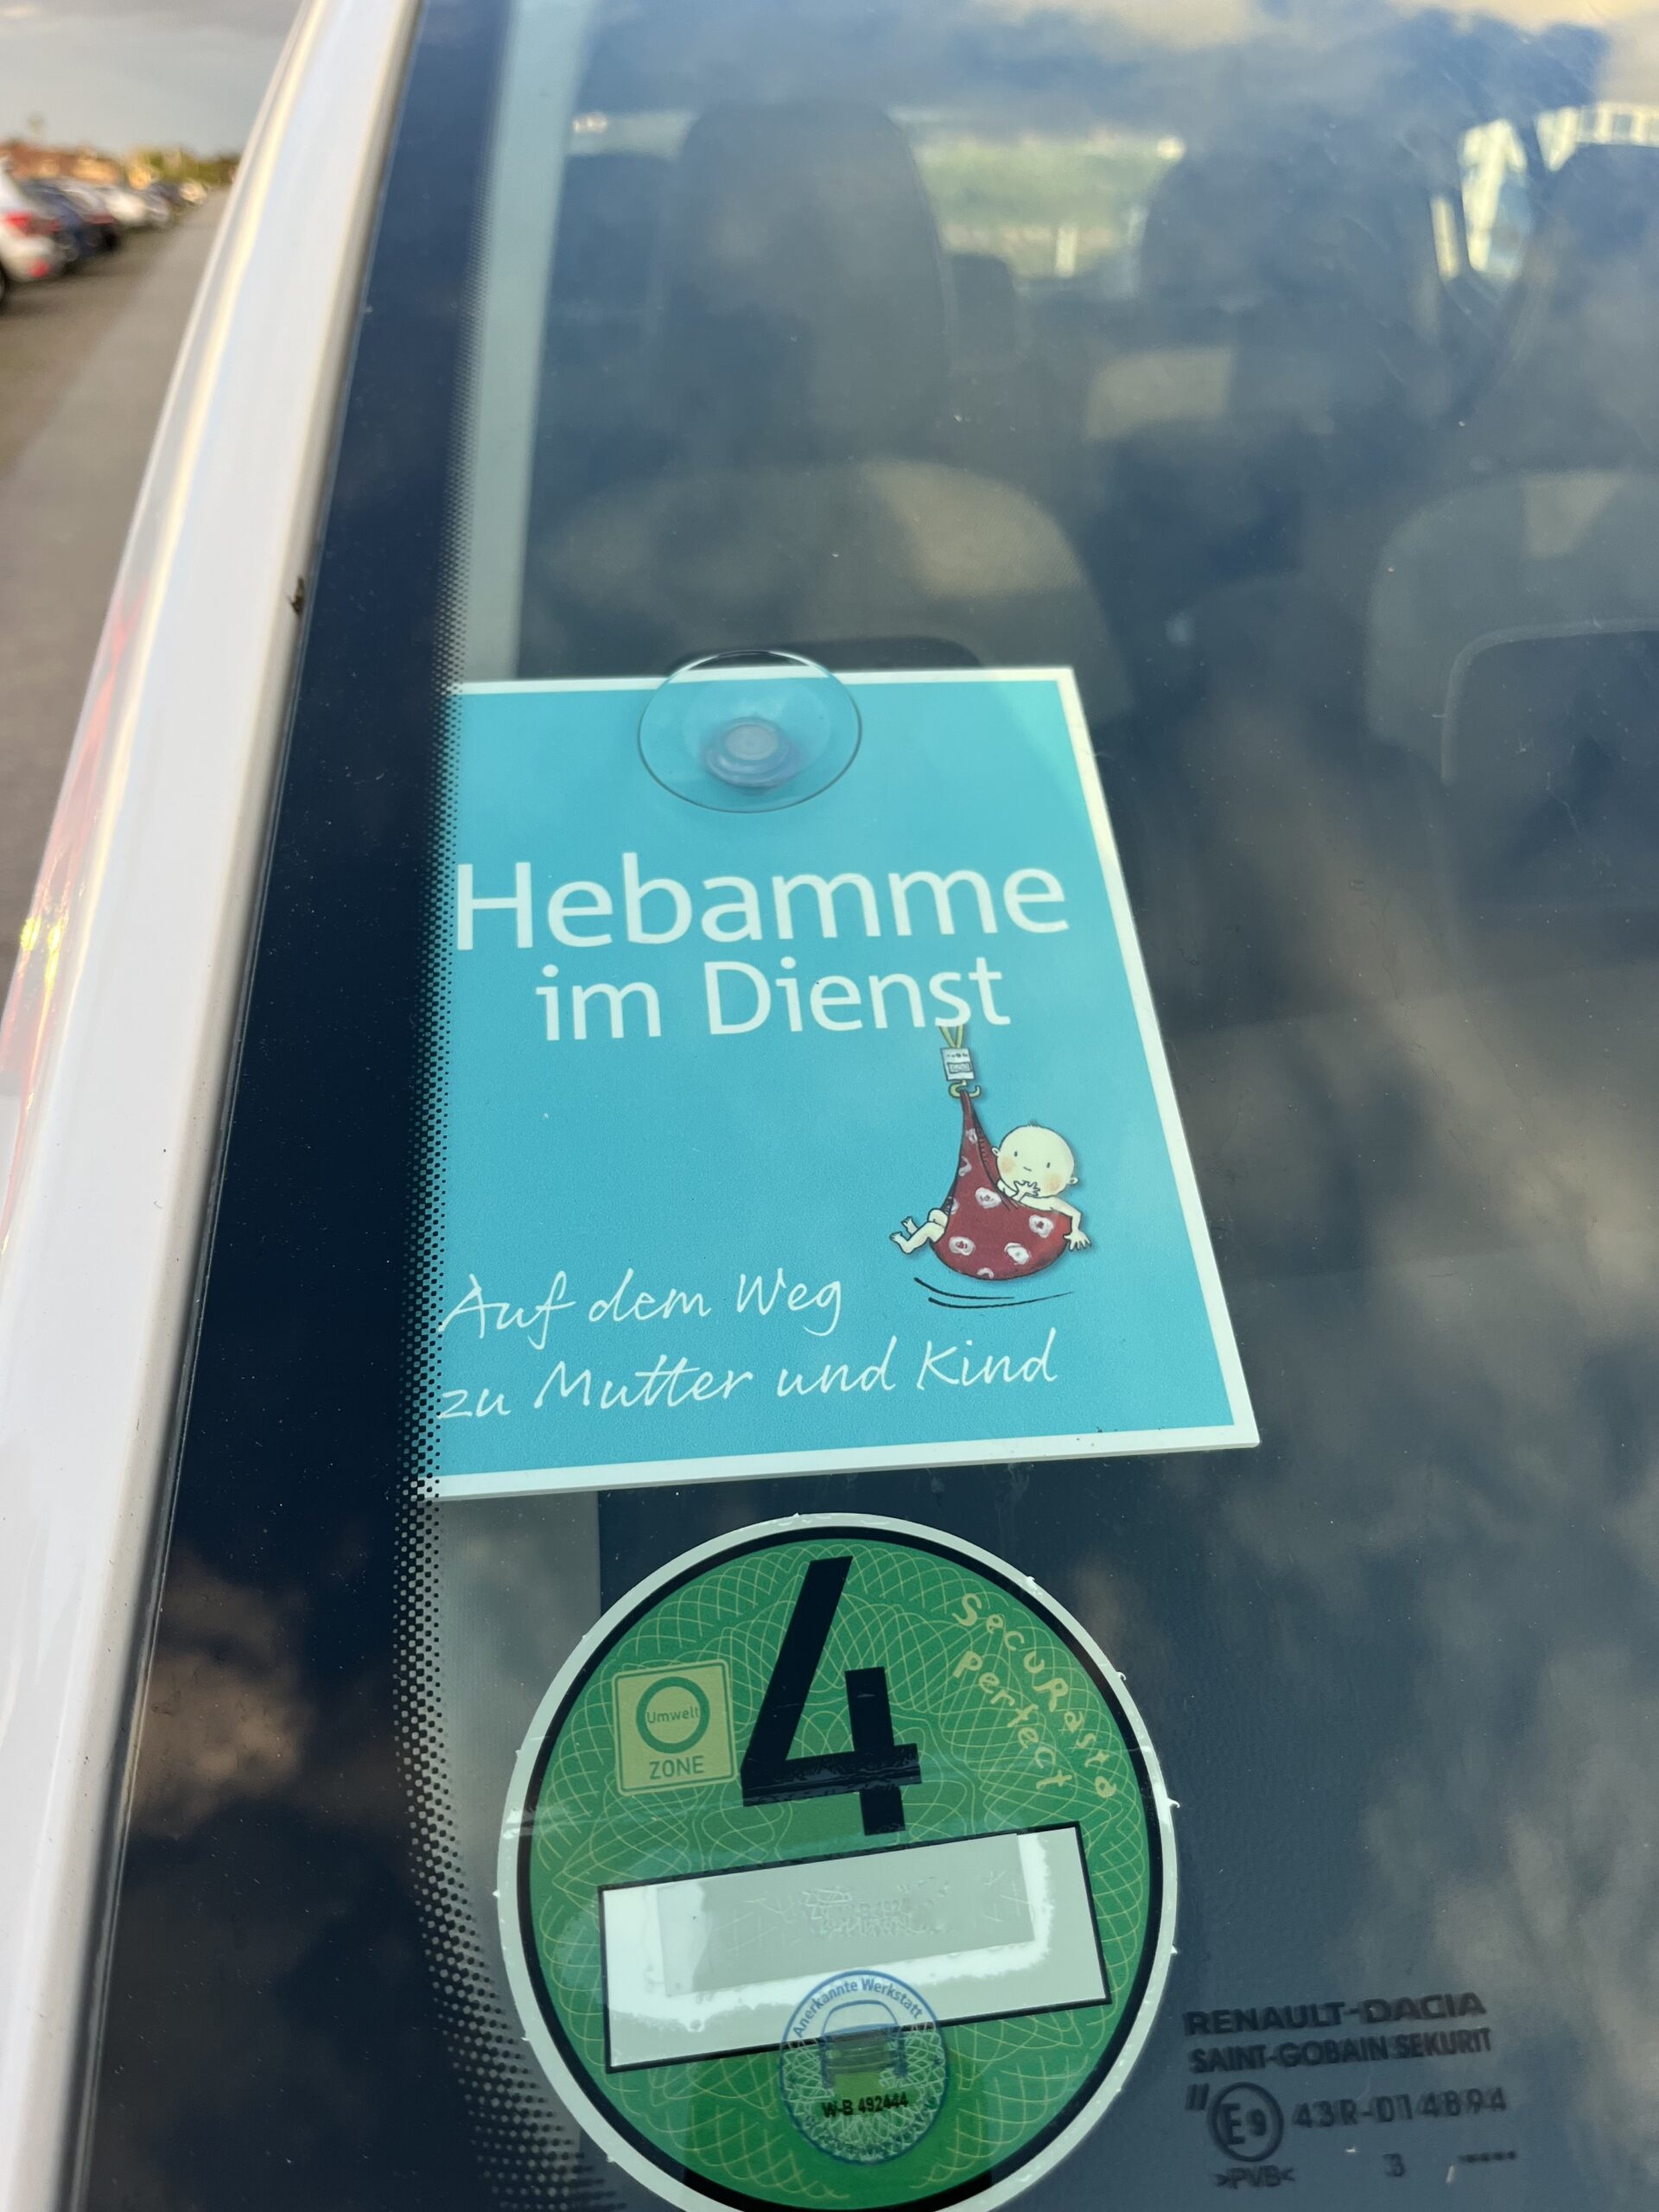 Hebamme
im Dienst
Auf dem Weg
zu Mutter und Kind
4
SecuRasta
Perfect
Umwelt
ZONE
Anerkannte Werkstatt
W-B 492444
RENAULT-DACIA
SAINT-GOBAIN SEKURIT
II E9 43R-014894
>PVB< 3 .....